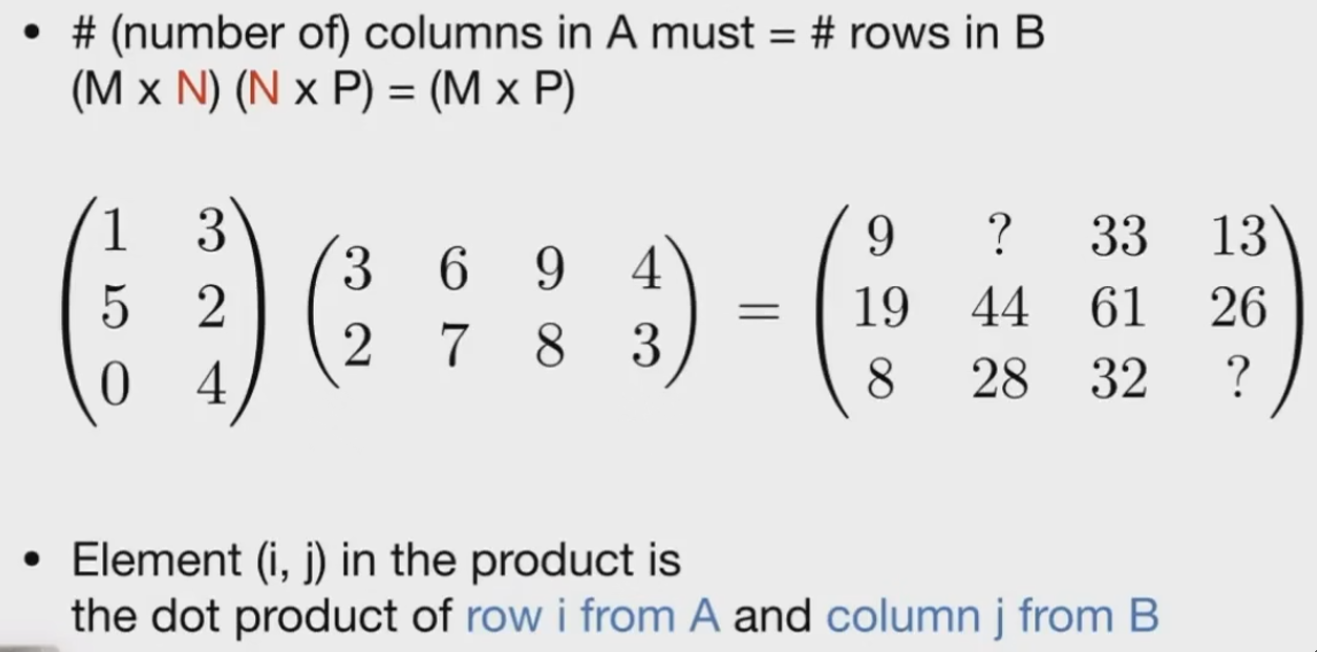 • # (number of) columns in A must = # rows in B
(M x N) (N x P) = (M x P)
1 3
5 2
0 4
3 6 9 4
2 7 8 3
=
9 ? 33 13
19 44 61 26
8 28 32 ?
• Element (i, j) in the product is
the dot product of row i from A and column j from B